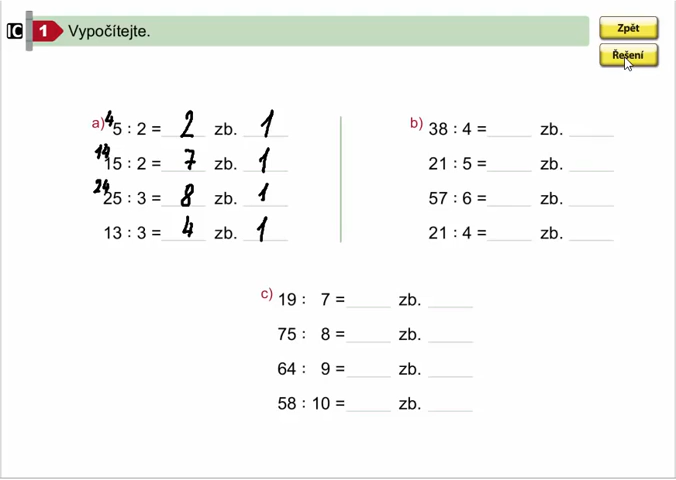 1 Vypočítejte.
Zpět
Řešení
a) 4 5 : 2 = 2 zb. 1
14 15 : 2 = 7 zb. 1
24 25 : 3 = 8 zb. 1
13 : 3 = 4 zb. 1
b) 38 : 4 = zb.
21 : 5 = zb.
57 : 6 = zb.
21 : 4 = zb.
c) 19 : 7 = zb.
75 : 8 = zb.
64 : 9 = zb.
58 : 10 = zb.